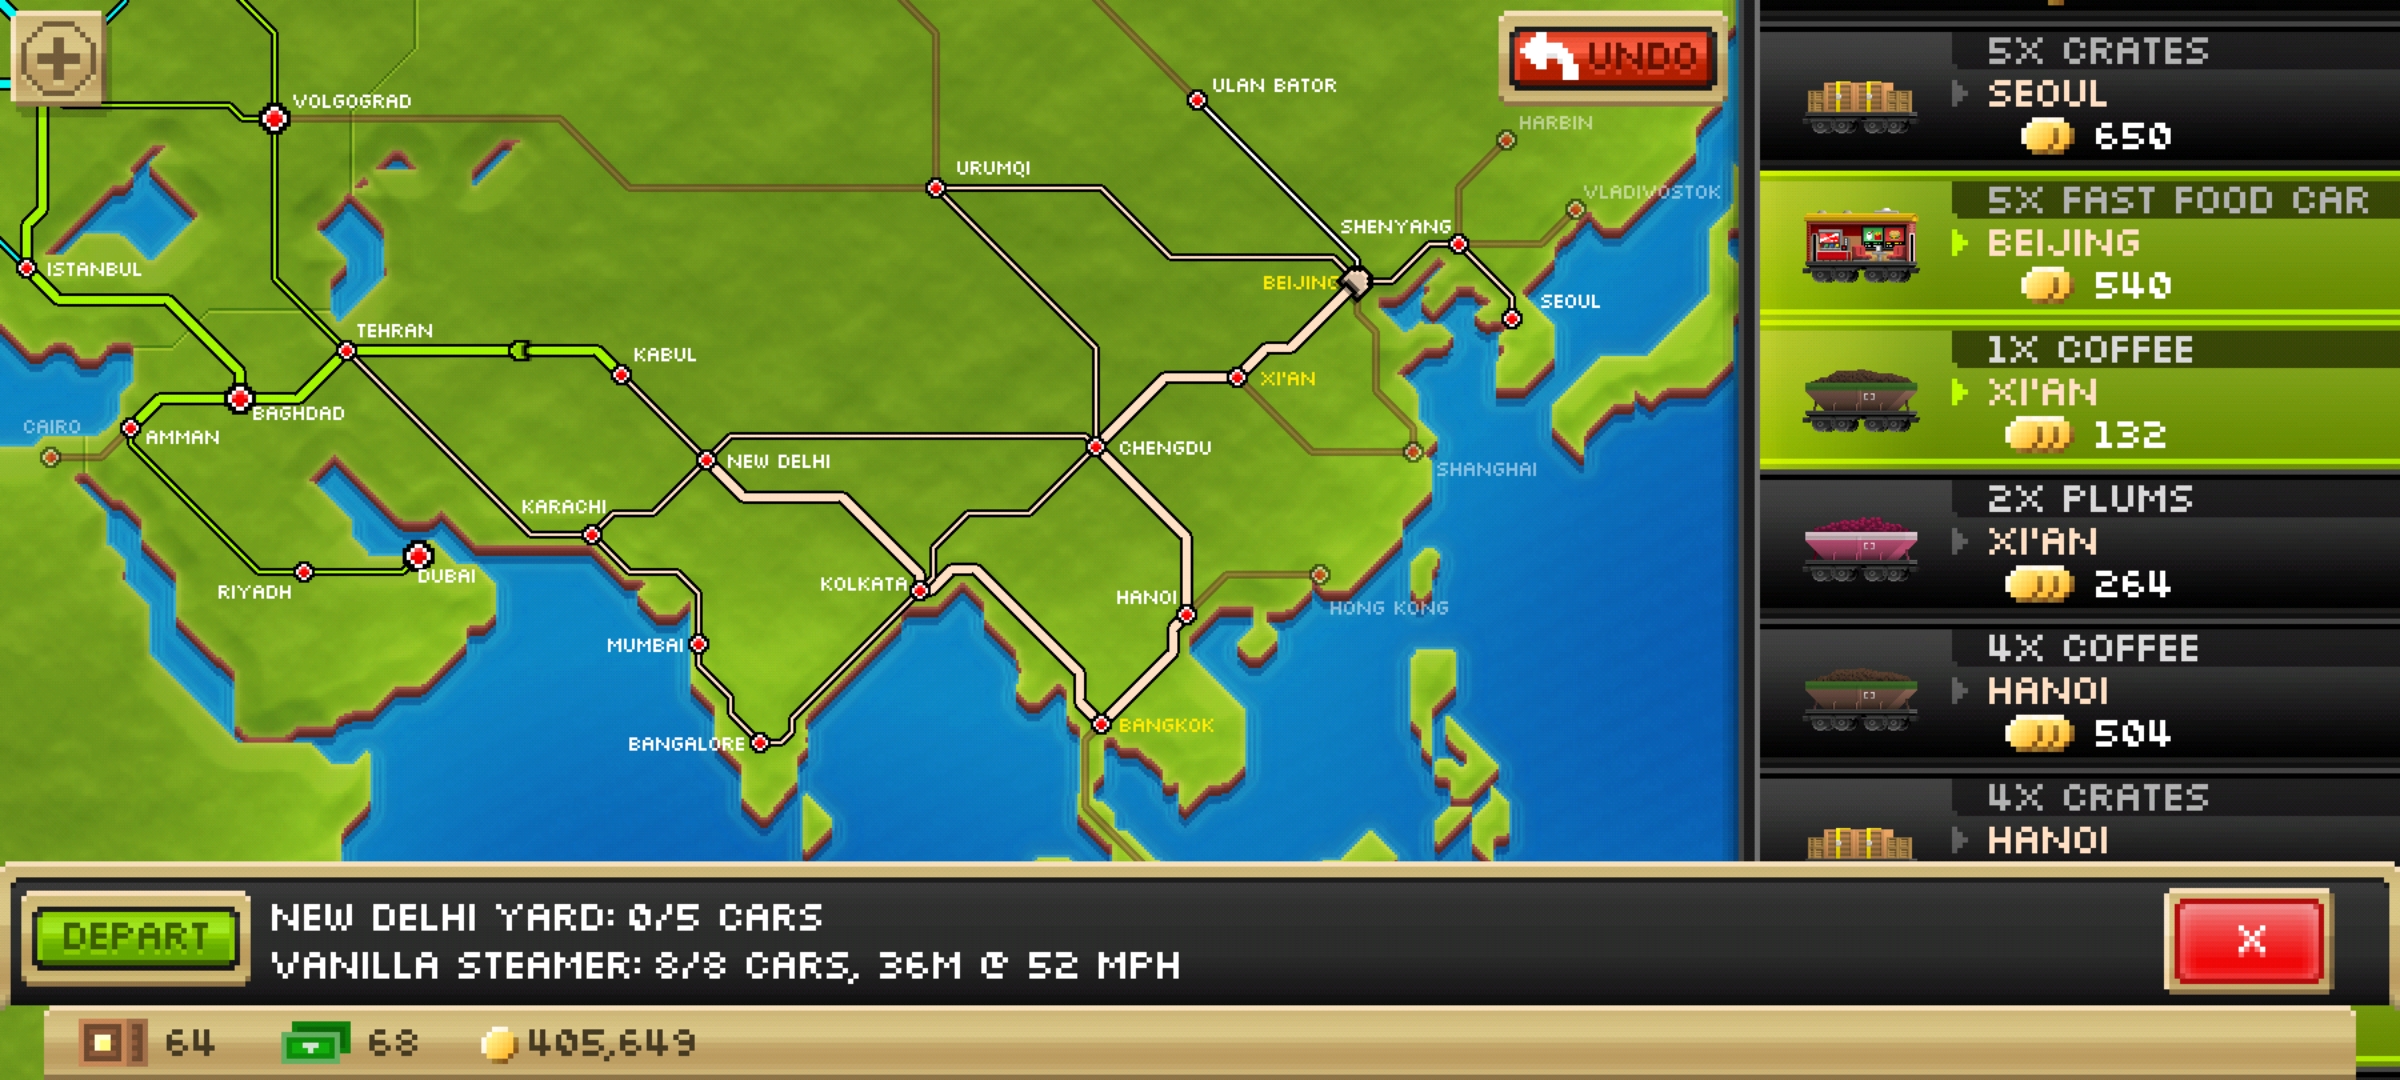 UNDO
VOLGOGRAD
ULAN BATOR
HARBIN
URUMQI
VLADIVOSTOK
SHENYANG
ISTANBUL
BEIJING
SEOUL
TEHRAN
KABUL
XI'AN
BAGHDAD
CAIRO
AMMAN
CHENGDU
NEW DELHI
SHANGHAI
KARACHI
DUBAI
RIYADH
KOLKATA
HANOI
HONG KONG
MUMBAI
BANGKOK
BANGALORE
5X CRATES
SEOUL
650
5X FAST FOOD CAR
BEIJING
540
1X COFFEE
XI'AN
132
2X PLUMS
XI'AN
264
4X COFFEE
HANOI
504
4X CRATES
HANOI
DEPART
NEW DELHI YARD: 0/5 CARS
VANILLA STEAMER: 8/8 CARS, 36M @ 52 MPH
X
64
68
405,649